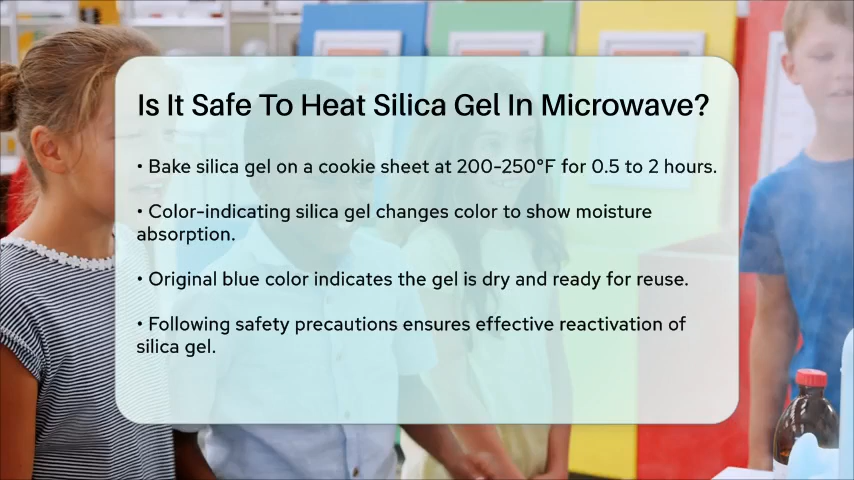 Is It Safe To Heat Silica Gel In Microwave?
• Bake silica gel on a cookie sheet at 200-250°F for 0.5 to 2 hours.
• Color-indicating silica gel changes color to show moisture
absorption.
• Original blue color indicates the gel is dry and ready for reuse.
• Following safety precautions ensures effective reactivation of
silica gel.